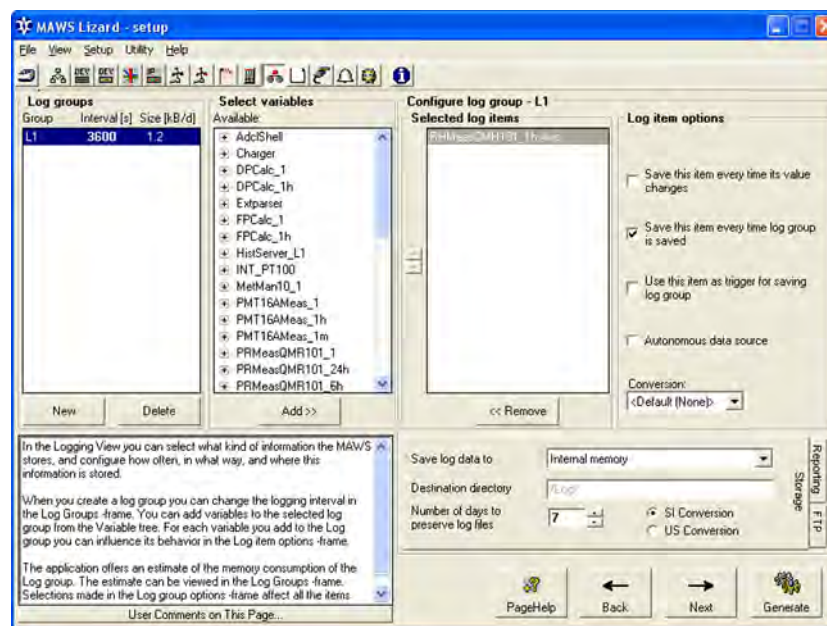 MAWS Lizard - setup
File View Setup Utility Help
Log groups
Group Interval [s] Size [kB/d]
L1 3600 1.2
New Delete
Select variables
Available:
AdclShell
Charger
DPCalc_1
DPCalc_1h
Extparser
FPCalc_1
FPCalc_1h
HistServer_L1
INT_PT100
MetMan10_1
PMT16AMeas_1
PMT16AMeas_1h
PMT16AMeas_1m
PRMeasQMR101_1
PRMeasQMR101_24h
PRMeasQMR101_6h
Add >>
Configure log group - L1
Selected log items
<< Remove
Log item options
Save this item every time its value
changes
Save this item every time log group
is saved
Use this item as trigger for saving
log group
Autonomous data source
Conversion:
<Default (None)>
In the Logging View you can select what kind of information the MAWS
stores, and configure how often, in what way, and where this
information is stored.
When you create a log group you can change the logging interval in
the Log Groups -frame. You can add variables to the selected log
group from the Variable tree. For each variable you add to the Log
group you can influence its behavior in the Log item options -frame.
The application offers an estimate of the memory consumption of the
Log group. The estimate can be viewed in the Log Groups -frame.
Selections made in the Log group options -frame affect all the items
User Comments on This Page...
Save log data to Internal memory
Destination directory /Log/
Number of days to
preserve log files
7
SI Conversion
US Conversion
Reporting
Storage
FTP
PageHelp Back Next Generate